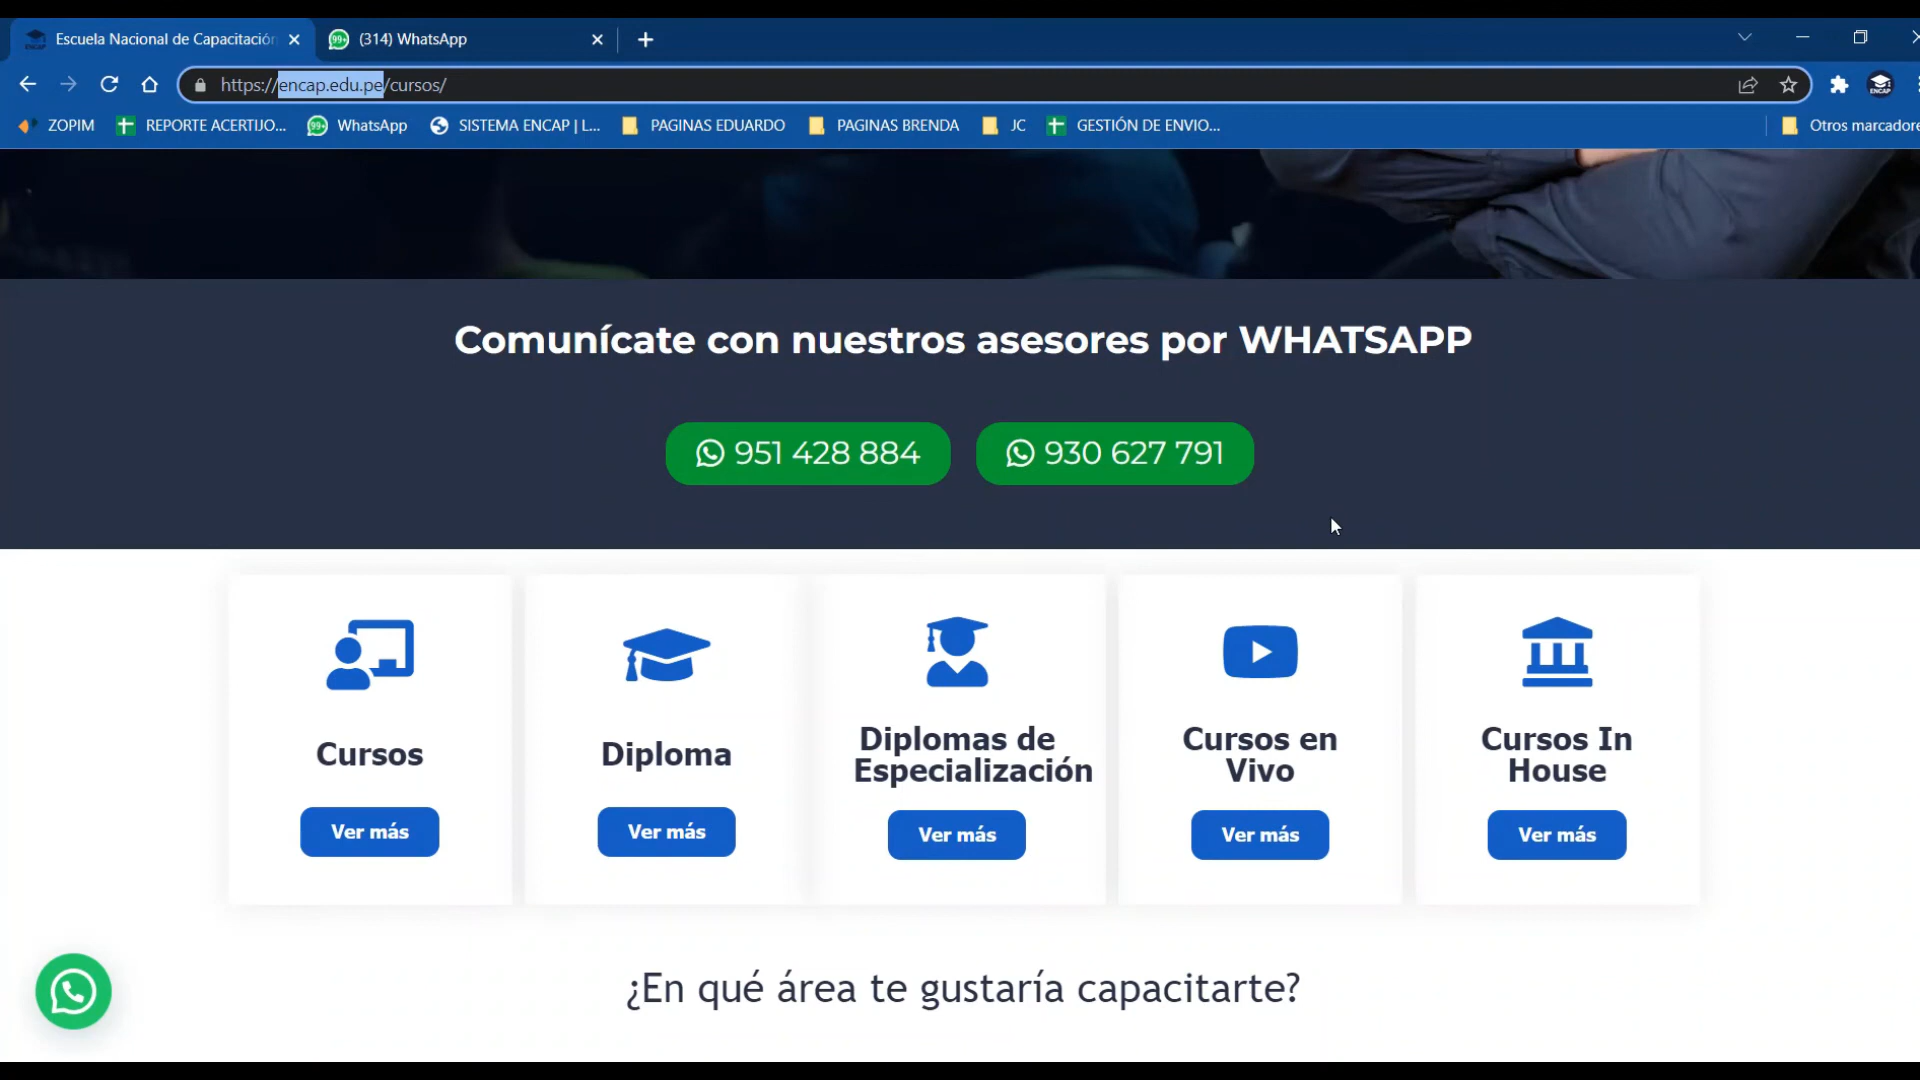 Escuela Nacional de Capacitación
(314) WhatsApp
https://encap.edu.pe/cursos/
ENCAP
ZOPIM
REPORTE ACERTIJO...
99+
WhatsApp
SISTEMA ENCAP | L...
PAGINAS EDUARDO
PAGINAS BRENDA
JC
GESTIÓN DE ENVIO...
Otros marcadore
Comunícate con nuestros asesores por WHATSAPP
951 428 884
930 627 791
Cursos
Ver más
Diploma
Ver más
Diplomas de
Especialización
Ver más
Cursos en
Vivo
Ver más
Cursos In
House
Ver más
¿En qué área te gustaría capacitarte?